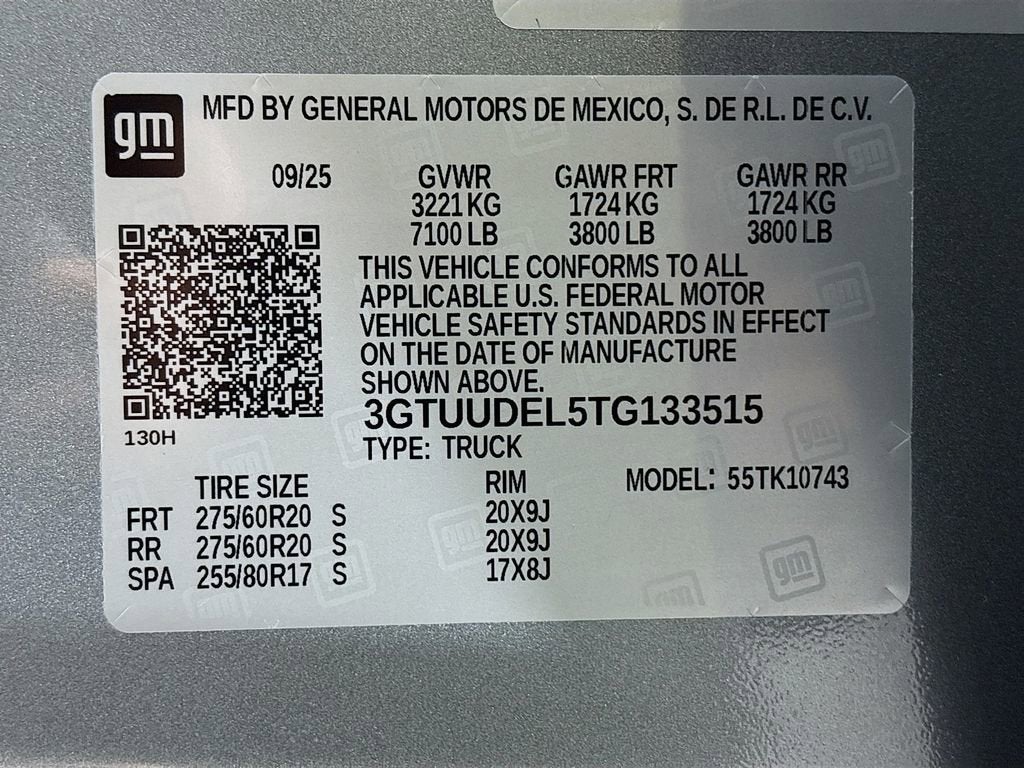 gm MFD BY GENERAL MOTORS DE MEXICO, S. DE R.L. DE C.V.
09/25 GVWR GAWR FRT GAWR RR
3221 KG 1724 KG 1724 KG
7100 LB 3800 LB 3800 LB
THIS VEHICLE CONFORMS TO ALL
APPLICABLE U.S. FEDERAL MOTOR
VEHICLE SAFETY STANDARDS IN EFFECT
ON THE DATE OF MANUFACTURE
SHOWN ABOVE.
3GTUUDEL5TG133515
130H
TYPE: TRUCK
TIRE SIZE RIM MODEL: 55TK10743
FRT 275/60R20 S 20X9J
RR 275/60R20 S 20X9J
SPA 255/80R17 S 17X8J
gm